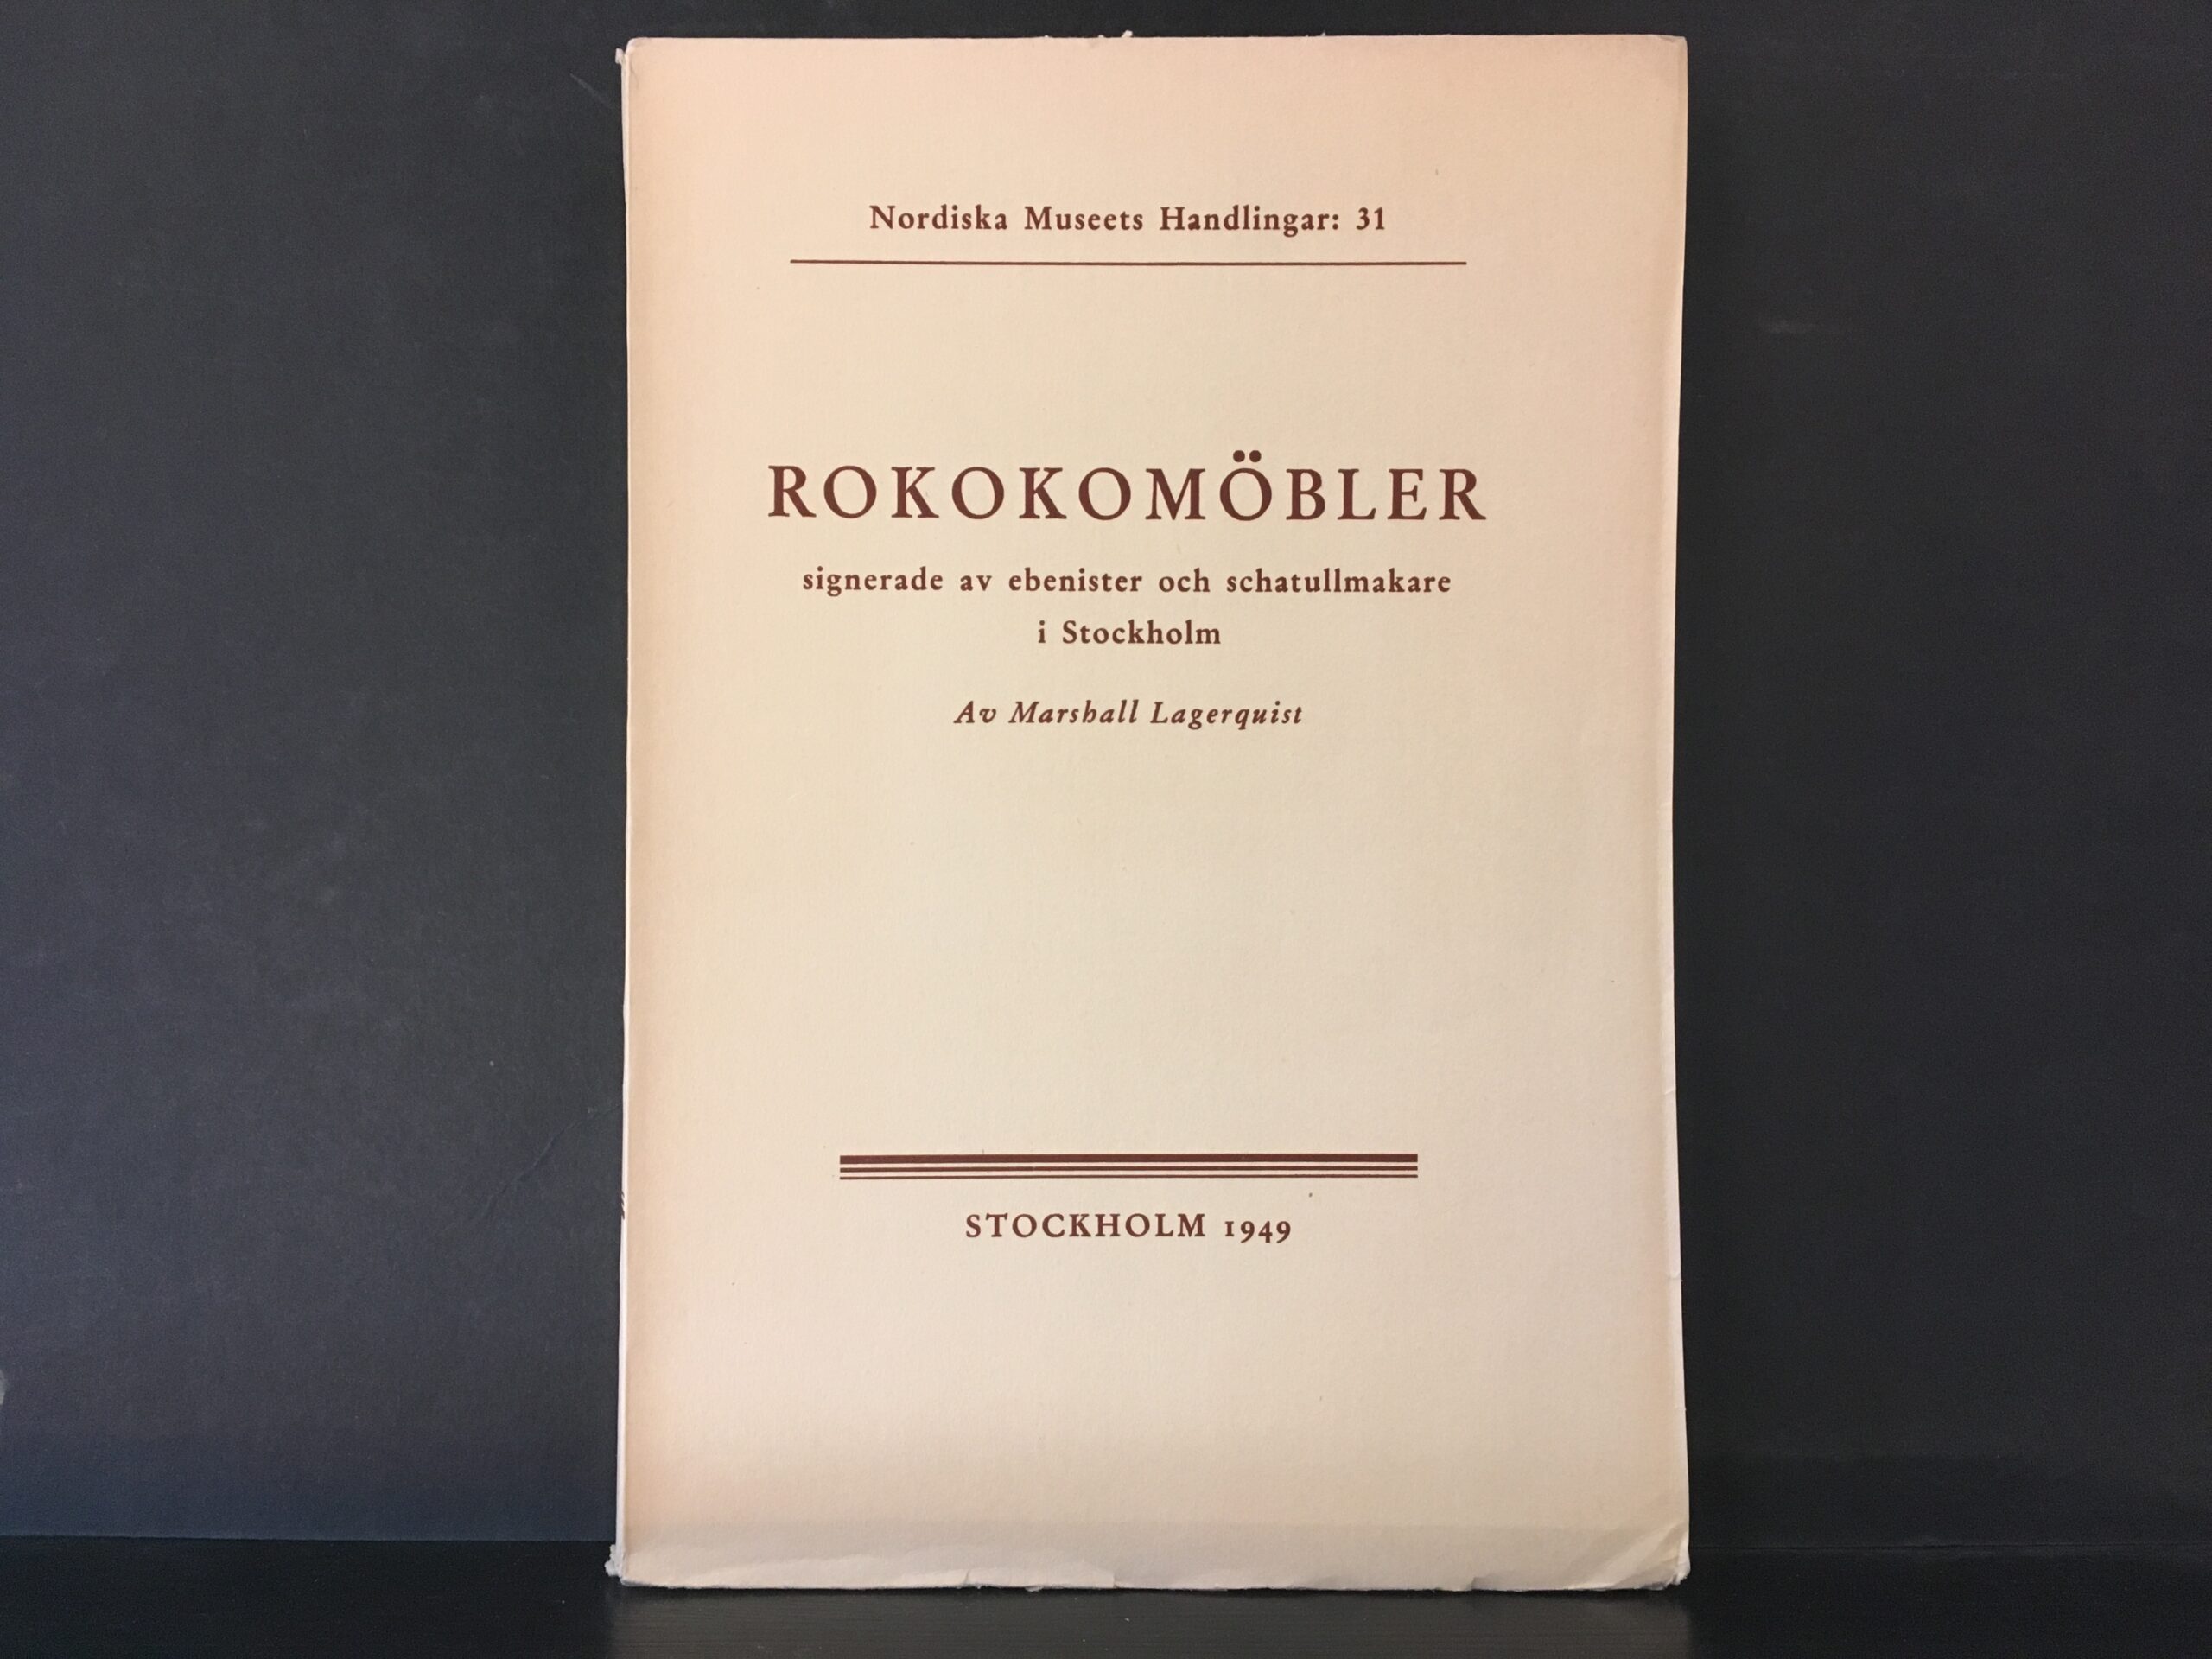 Nordiska Museets Handlingar: 31
ROKOKOMÖBLER
signerade av ebenister och schatullmakare
i Stockholm
Av Marshall Lagerquist
STOCKHOLM 1949